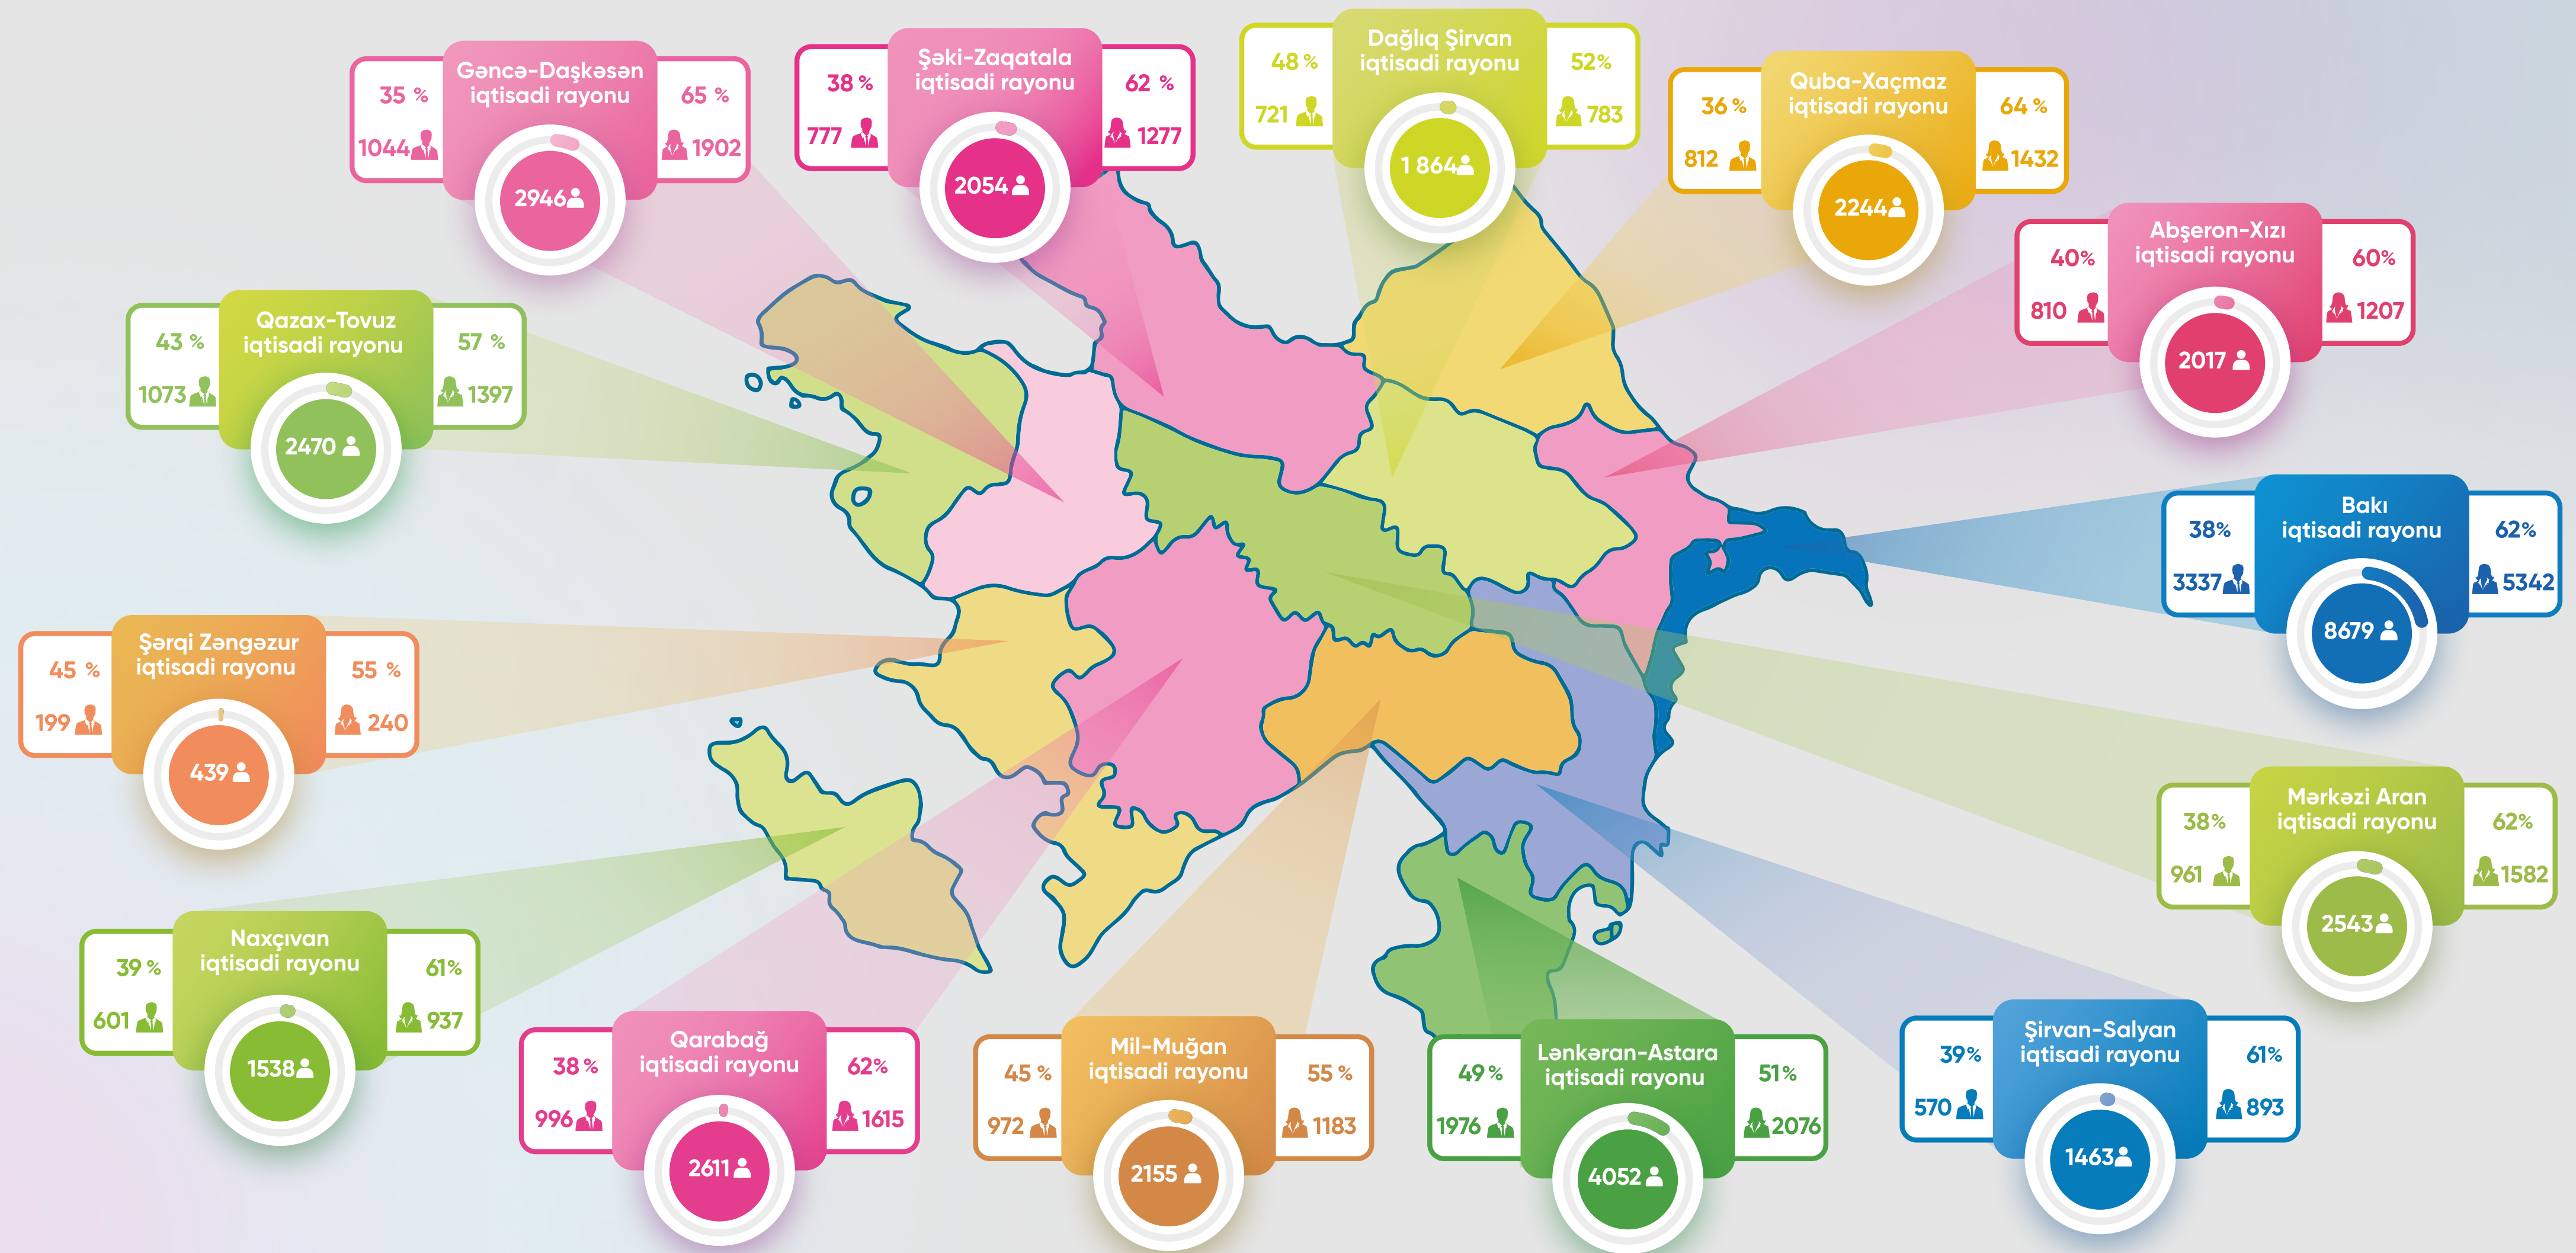 Gəncə-Daşkəsən
iqtisadi rayonu
35 %
1044
65 %
1902
2946
Şəki-Zaqatala
iqtisadi rayonu
38 %
777
62 %
1277
2054
Dağlıq Şirvan
iqtisadi rayonu
48 %
721
52%
783
1 864
Quba-Xaçmaz
iqtisadi rayonu
36 %
812
64 %
1432
2244
Abşeron-Xızı
iqtisadi rayonu
40%
810
60%
1207
2017
Qazax-Tovuz
iqtisadi rayonu
43 %
1073
57 %
1397
2470
Bakı
iqtisadi rayonu
38%
3337
62%
5342
8679
Şərqi Zəngəzur
iqtisadi rayonu
45 %
199
55 %
240
439
Mərkəzi Aran
iqtisadi rayonu
38%
961
62%
1582
2543
Naxçıvan
iqtisadi rayonu
39 %
601
61%
937
1538
Qarabağ
iqtisadi rayonu
38 %
996
62%
1615
2611
Mil-Muğan
iqtisadi rayonu
45 %
972
55 %
1183
2155
Lənkəran-Astara
iqtisadi rayonu
49 %
1976
51%
2076
4052
Şirvan-Salyan
iqtisadi rayonu
39%
570
61%
893
1463